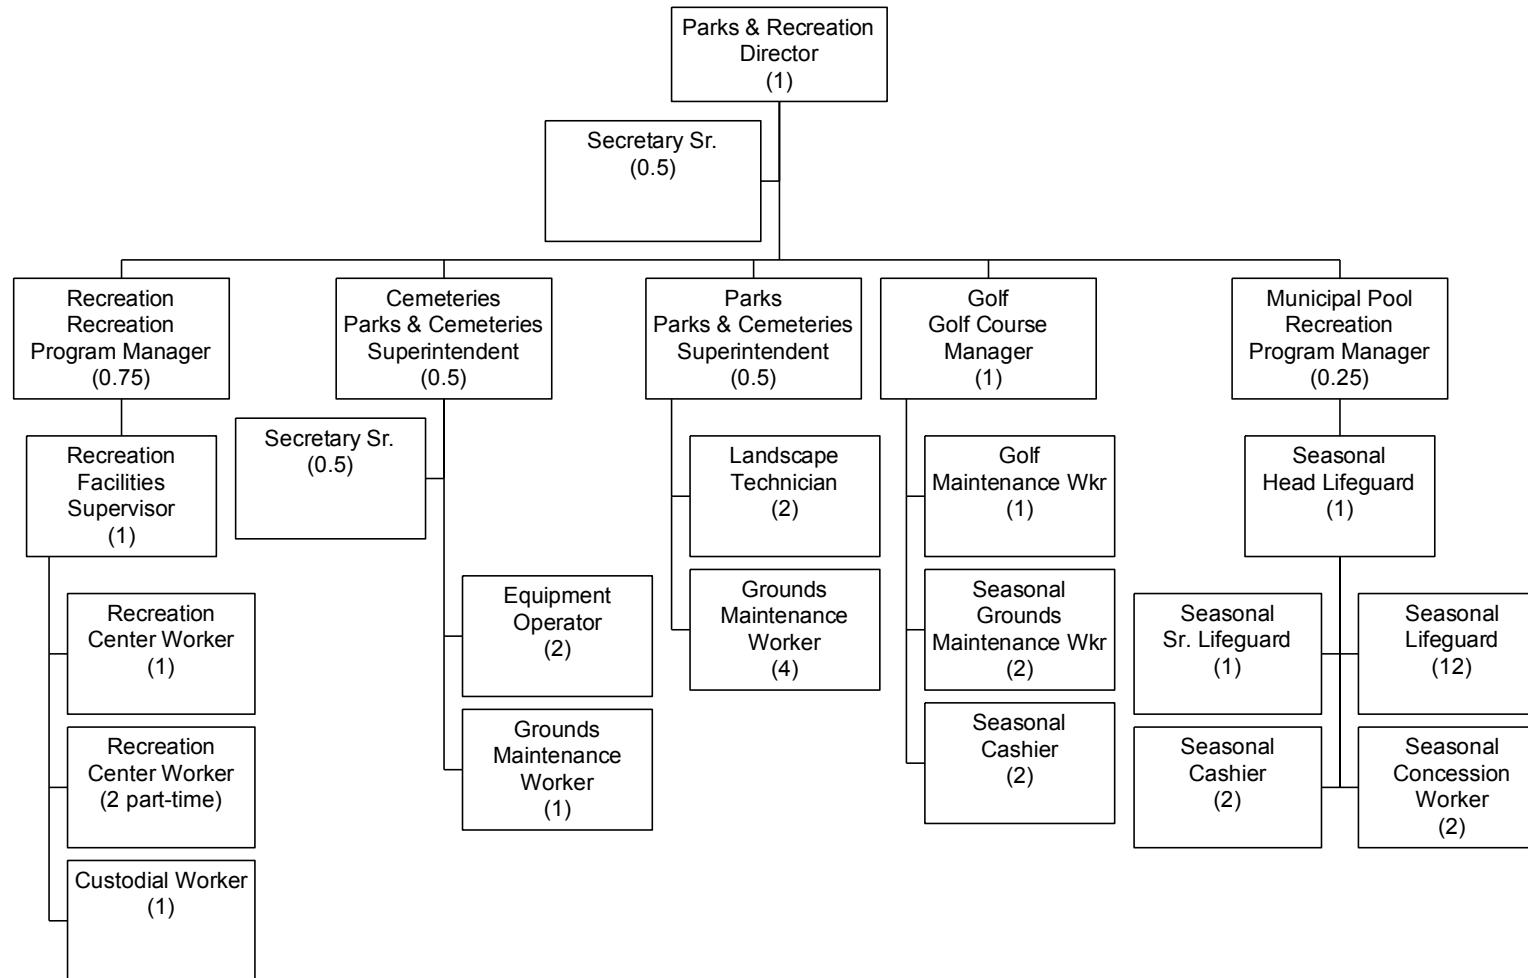 Parks & Recreation
Director
(1)
Secretary Sr.
(0.5)
Recreation
Recreation
Program Manager
(0.75)
Cemeteries
Parks & Cemeteries
Superintendent
(0.5)
Parks
Parks & Cemeteries
Superintendent
(0.5)
Golf
Golf Course
Manager
(1)
Municipal Pool
Recreation
Program Manager
(0.25)
Recreation
Facilities
Supervisor
(1)
Recreation
Center Worker
(1)
Recreation
Center Worker
(2 part-time)
Custodial Worker
(1)
Secretary Sr.
(0.5)
Equipment
Operator
(2)
Grounds
Maintenance
Worker
(1)
Landscape
Technician
(2)
Grounds
Maintenance
Worker
(4)
Golf
Maintenance Wkr
(1)
Seasonal
Grounds
Maintenance Wkr
(2)
Seasonal
Cashier
(2)
Seasonal
Head Lifeguard
(1)
Seasonal
Sr. Lifeguard
(1)
Seasonal
Lifeguard
(12)
Seasonal
Cashier
(2)
Seasonal
Concession
Worker
(2)